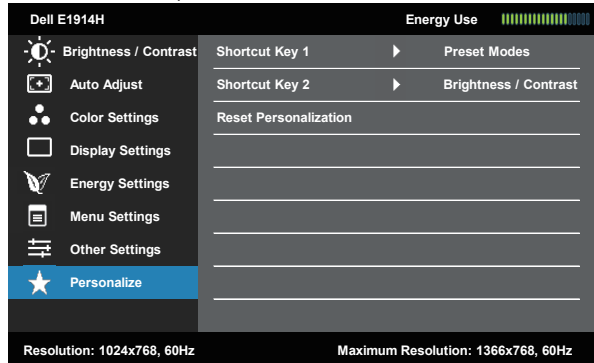 Dell E1914H Energy Use
Brightness / Contrast Shortcut Key 1 Preset Modes
Auto Adjust Shortcut Key 2 Brightness / Contrast
Color Settings Reset Personalization
Display Settings
Energy Settings
Menu Settings
Other Settings
Personalize
Resolution: 1024x768, 60Hz Maximum Resolution: 1366x768, 60Hz